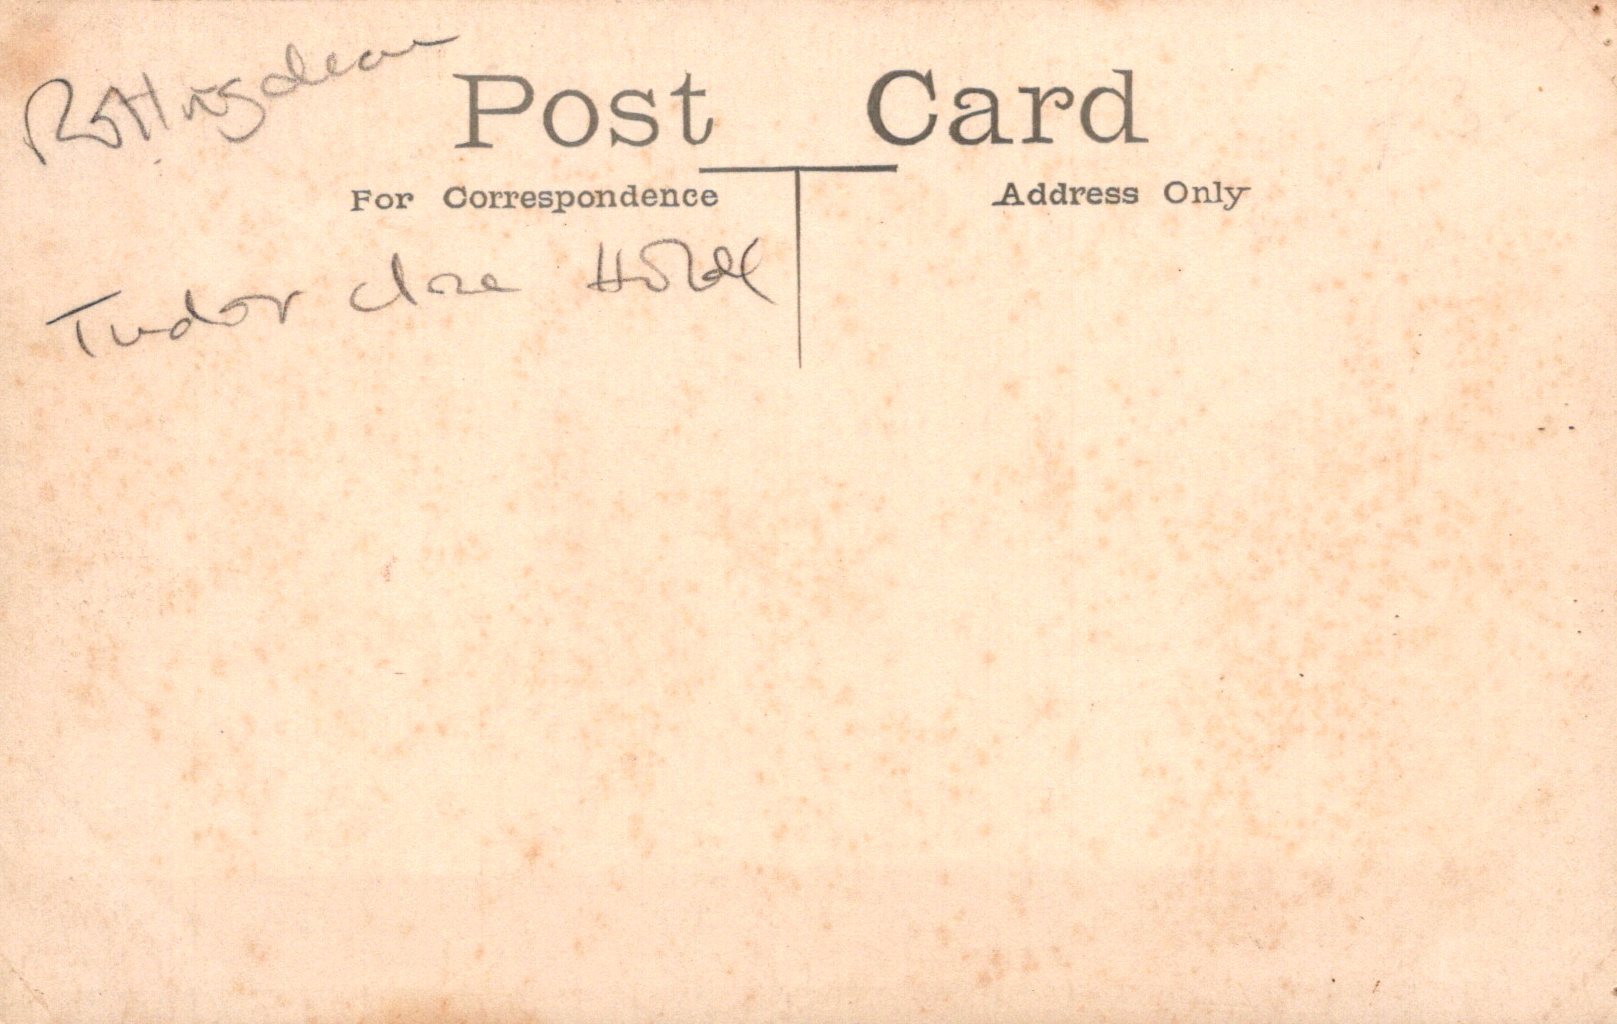 Rottingdean
Post Card
For Correspondence
Address Only
Tudor Close Hotel